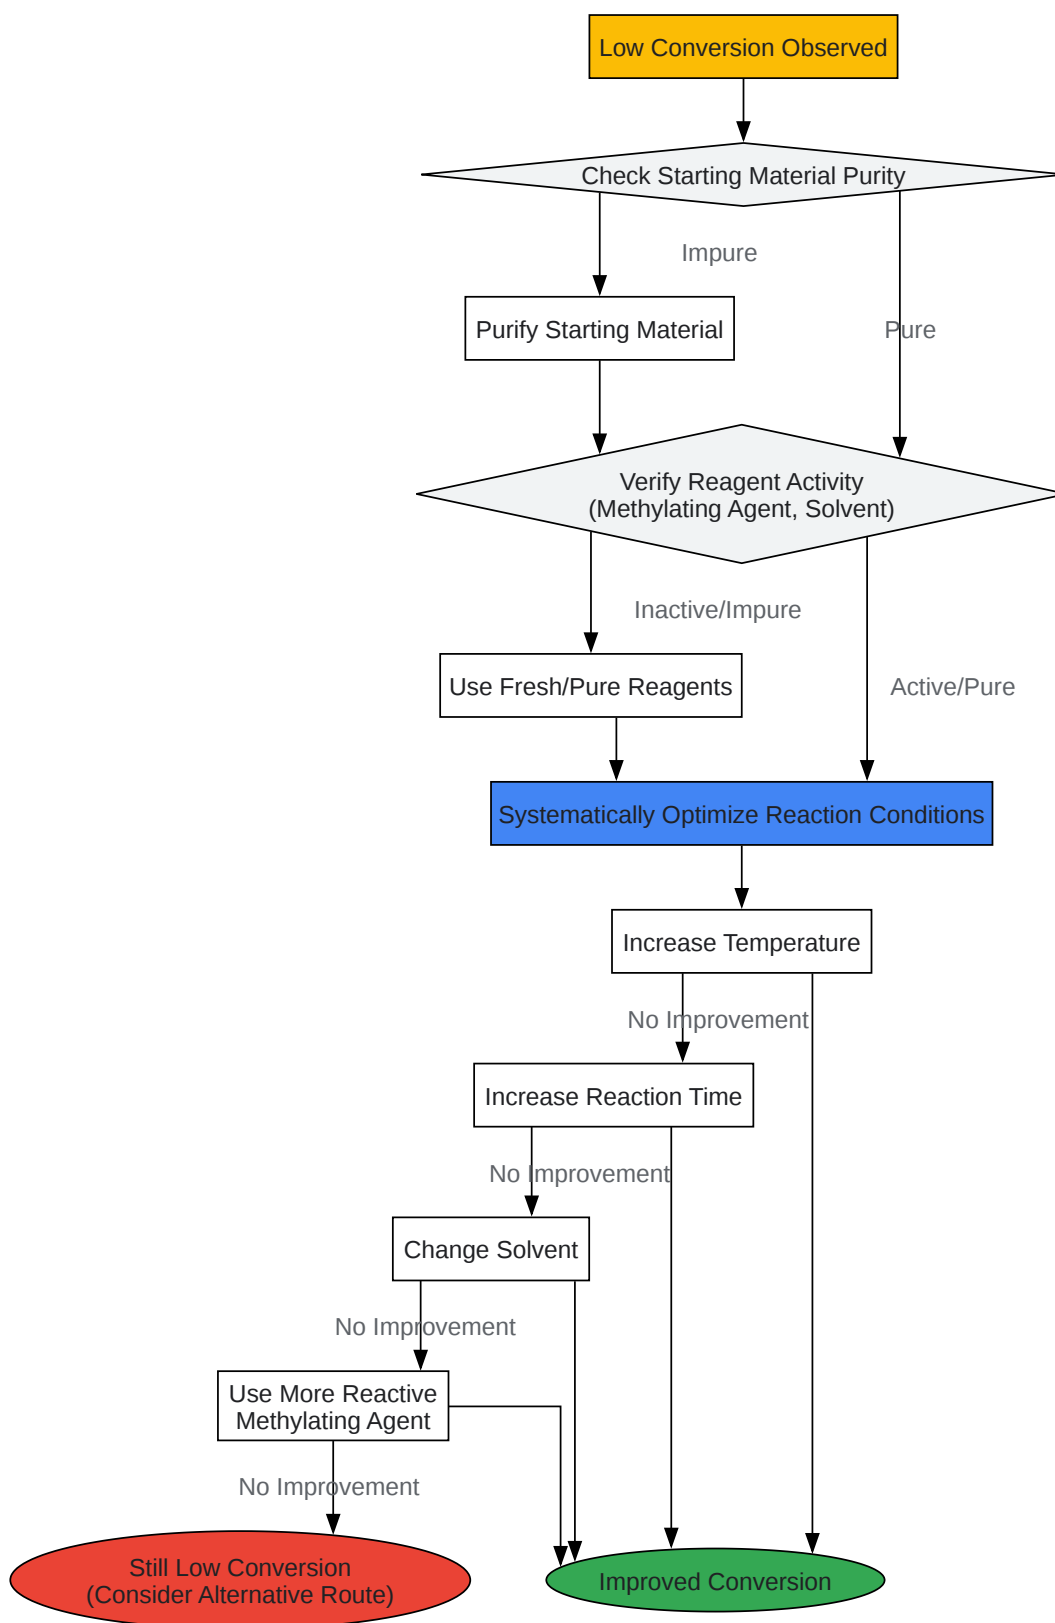 Low Conversion Observed
Check Starting Material Purity
Impure
Purify Starting Material
Pure
Verify Reagent Activity
(Methylating Agent, Solvent)
Inactive/Impure
Use Fresh/Pure Reagents
Active/Pure
Systematically Optimize Reaction Conditions
Increase Temperature
No Improvement
Increase Reaction Time
No Improvement
Change Solvent
No Improvement
Use More Reactive
Methylating Agent
No Improvement
Still Low Conversion
(Consider Alternative Route)
Improved Conversion